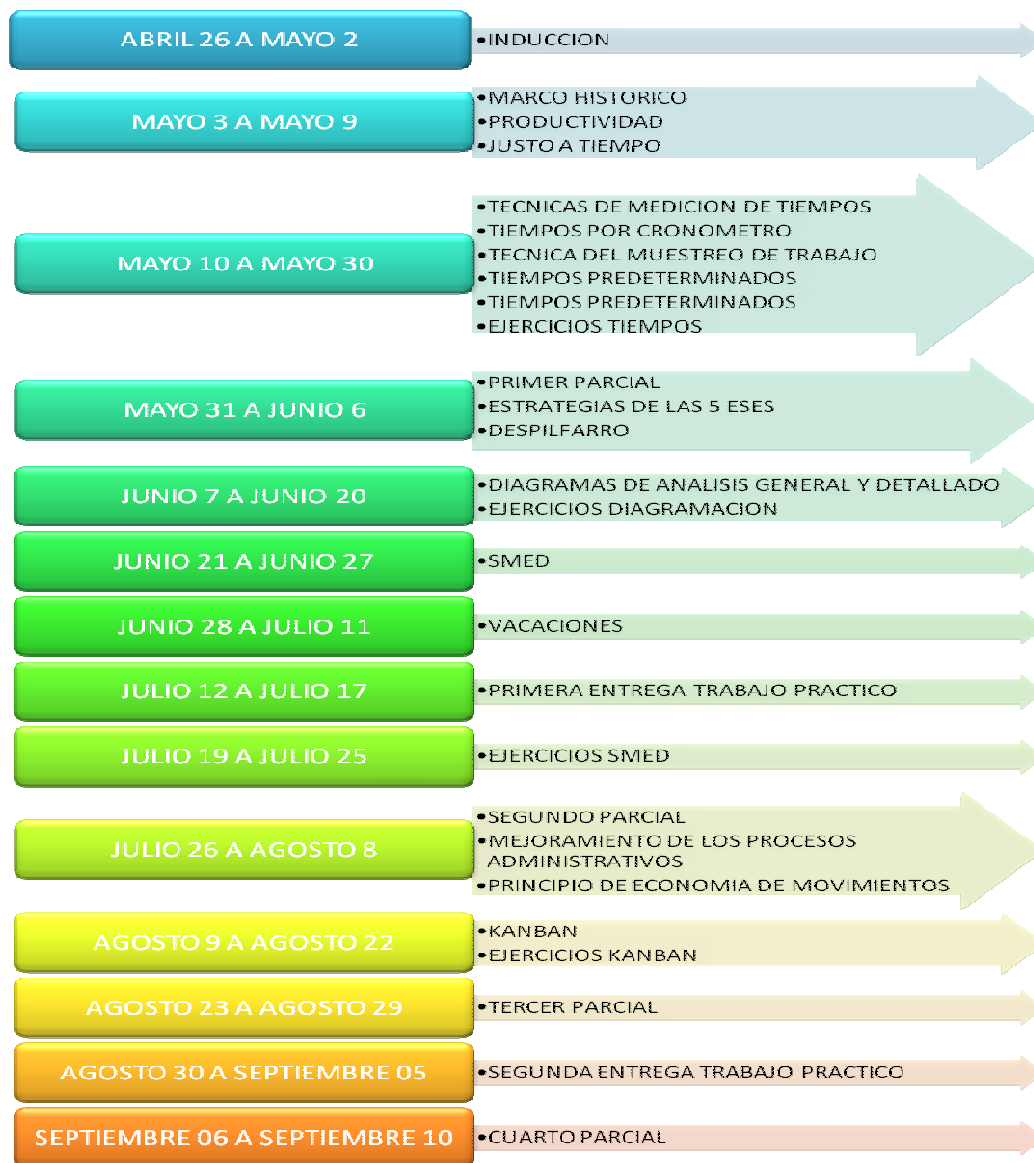 ABRIL 26 A MAYO 2
•INDUCCION
MAYO 3 A MAYO 9
•MARCO HISTORICO
•PRODUCTIVIDAD
•JUSTO A TIEMPO
MAYO 10 A MAYO 30
•TECNICAS DE MEDICION DE TIEMPOS
•TIEMPOS POR CRONOMETRO
•TECNICA DEL MUESTREO DE TRABAJO
•TIEMPOS PREDETERMINADOS
•TIEMPOS PREDETERMINADOS
•EJERCICIOS TIEMPOS
MAYO 31 A JUNIO 6
•PRIMER PARCIAL
•ESTRATEGIAS DE LAS 5 ESES
•DESPILFARRO
JUNIO 7 A JUNIO 20
•DIAGRAMAS DE ANALISIS GENERAL Y DETALLADO
•EJERCICIOS DIAGRAMACION
JUNIO 21 A JUNIO 27
•SMED
JUNIO 28 A JULIO 11
•VACACIONES
JULIO 12 A JULIO 17
•PRIMERA ENTREGA TRABAJO PRACTICO
JULIO 19 A JULIO 25
•EJERCICIOS SMED
JULIO 26 A AGOSTO 8
•SEGUNDO PARCIAL
•MEJORAMIENTO DE LOS PROCESOS
ADMINISTRATIVOS
•PRINCIPIO DE ECONOMIA DE MOVIMIENTOS
AGOSTO 9 A AGOSTO 22
•KANBAN
•EJERCICIOS KANBAN
AGOSTO 23 A AGOSTO 29
•TERCER PARCIAL
AGOSTO 30 A SEPTIEMBRE 05
•SEGUNDA ENTREGA TRABAJO PRACTICO
SEPTIEMBRE 06 A SEPTIEMBRE 10
•CUARTO PARCIAL